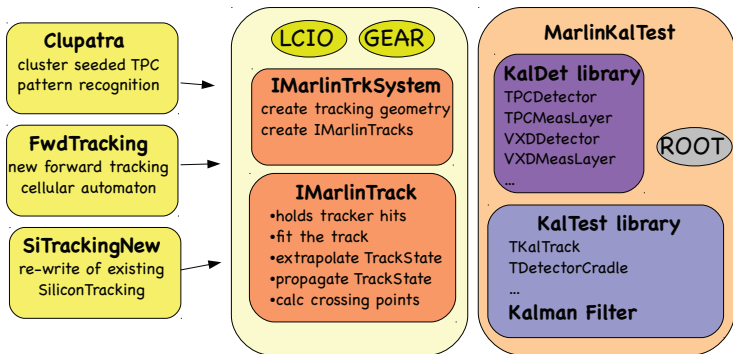 Clupatra
cluster seeded TPC
pattern recognition
FwdTracking
new forward tracking
cellular automaton
SiTrackingNew
re-write of existing
SiliconTracking
LCIO
GEAR
IMarlinTrkSystem
create tracking geometry
create IMarlinTracks
IMarlinTrack
•holds tracker hits
•fit the track
•extrapolate TrackState
•propagate TrackState
•calc crossing points
MarlinKalTest
KalDet library
TPCDetector
TPCMeasLayer
VXDDetector
VXDMeasLayer
...
ROOT
KalTest library
TKalTrack
TDetectorCradle
...
Kalman Filter